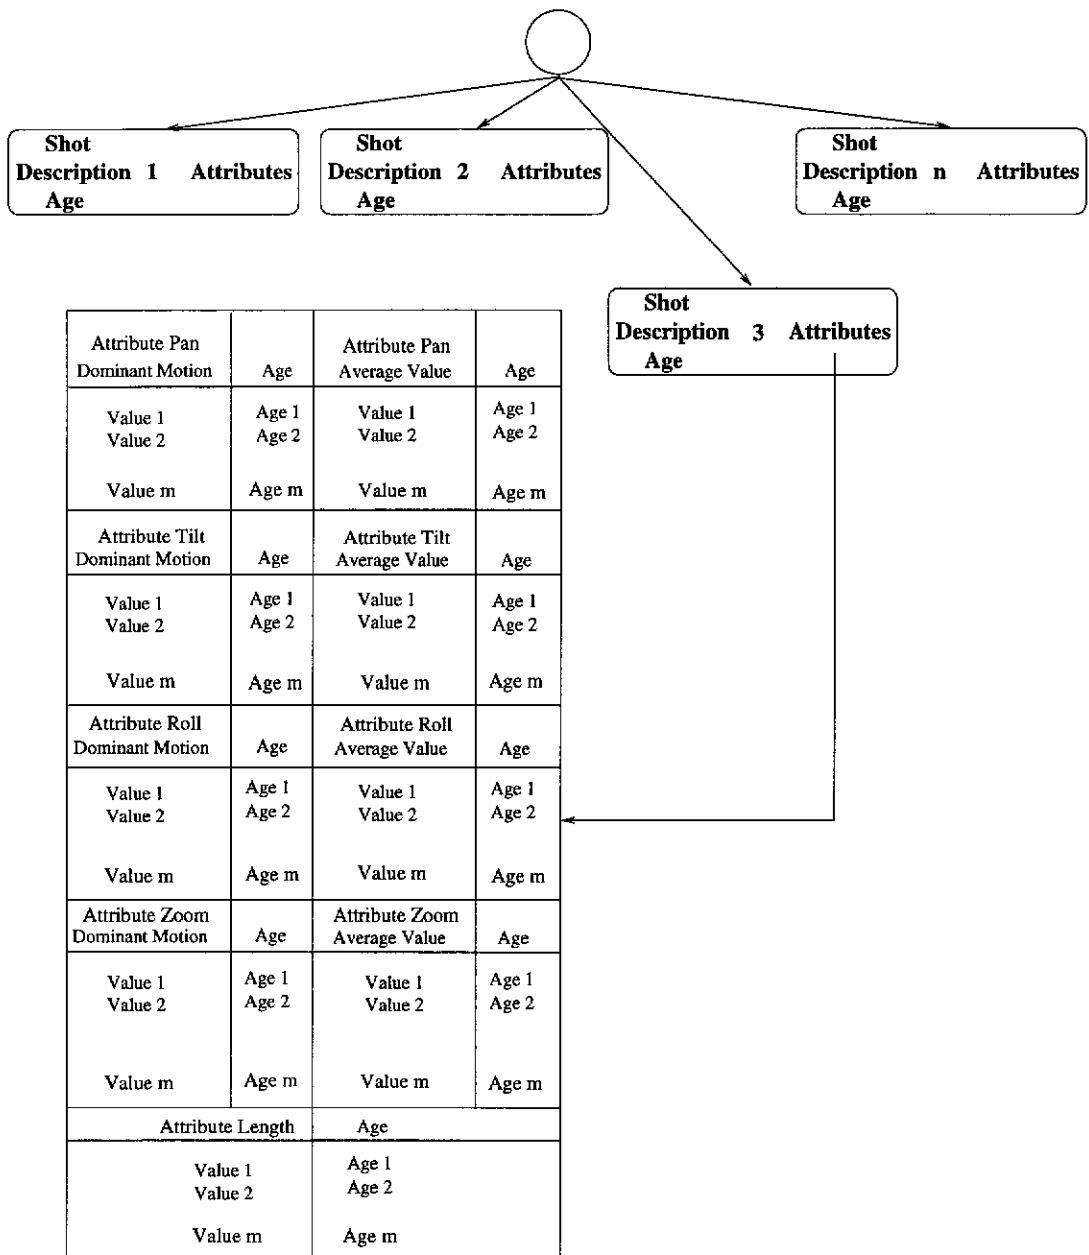 Shot
Description 1 Attributes
Age
Shot
Description 2 Attributes
Age
Shot
Description n Attributes
Age
Shot
Description 3 Attributes
Age
Attribute Pan
Dominant Motion
Age
Attribute Pan
Average Value
Age
Value 1 Age 1 Value 1 Age 1
Value 2 Age 2 Value 2 Age 2
Value m Age m Value m Age m
Attribute Tilt
Dominant Motion
Age
Attribute Tilt
Average Value
Age
Value 1 Age 1 Value 1 Age 1
Value 2 Age 2 Value 2 Age 2
Value m Age m Value m Age m
Attribute Roll
Dominant Motion
Age
Attribute Roll
Average Value
Age
Value 1 Age 1 Value 1 Age 1
Value 2 Age 2 Value 2 Age 2
Value m Age m Value m Age m
Attribute Zoom
Dominant Motion
Age
Attribute Zoom
Average Value
Age
Value 1 Age 1 Value 1 Age 1
Value 2 Age 2 Value 2 Age 2
Value m Age m Value m Age m
Attribute Length Age
Value 1 Age 1
Value 2 Age 2
Value m Age m